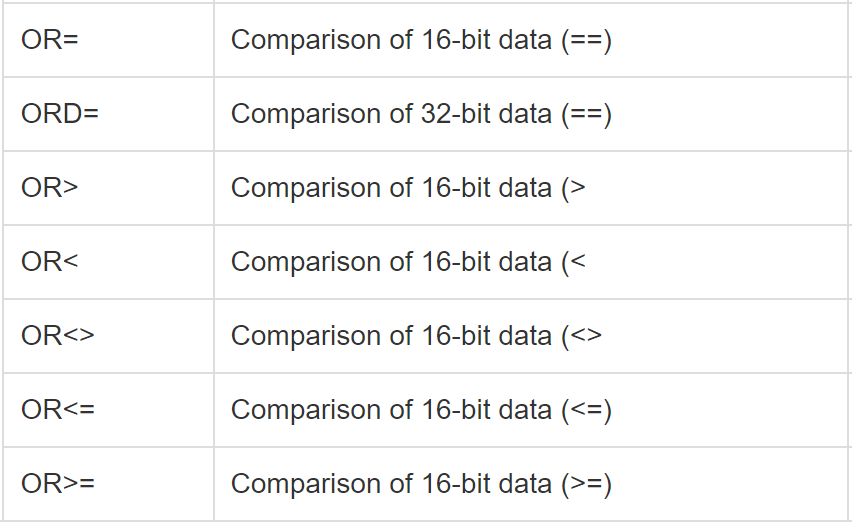 OR= Comparison of 16-bit data (==)
ORD= Comparison of 32-bit data (==)
OR> Comparison of 16-bit data (>
OR< Comparison of 16-bit data (<
OR<> Comparison of 16-bit data (<>
OR<= Comparison of 16-bit data (<=)
OR>= Comparison of 16-bit data (>=)